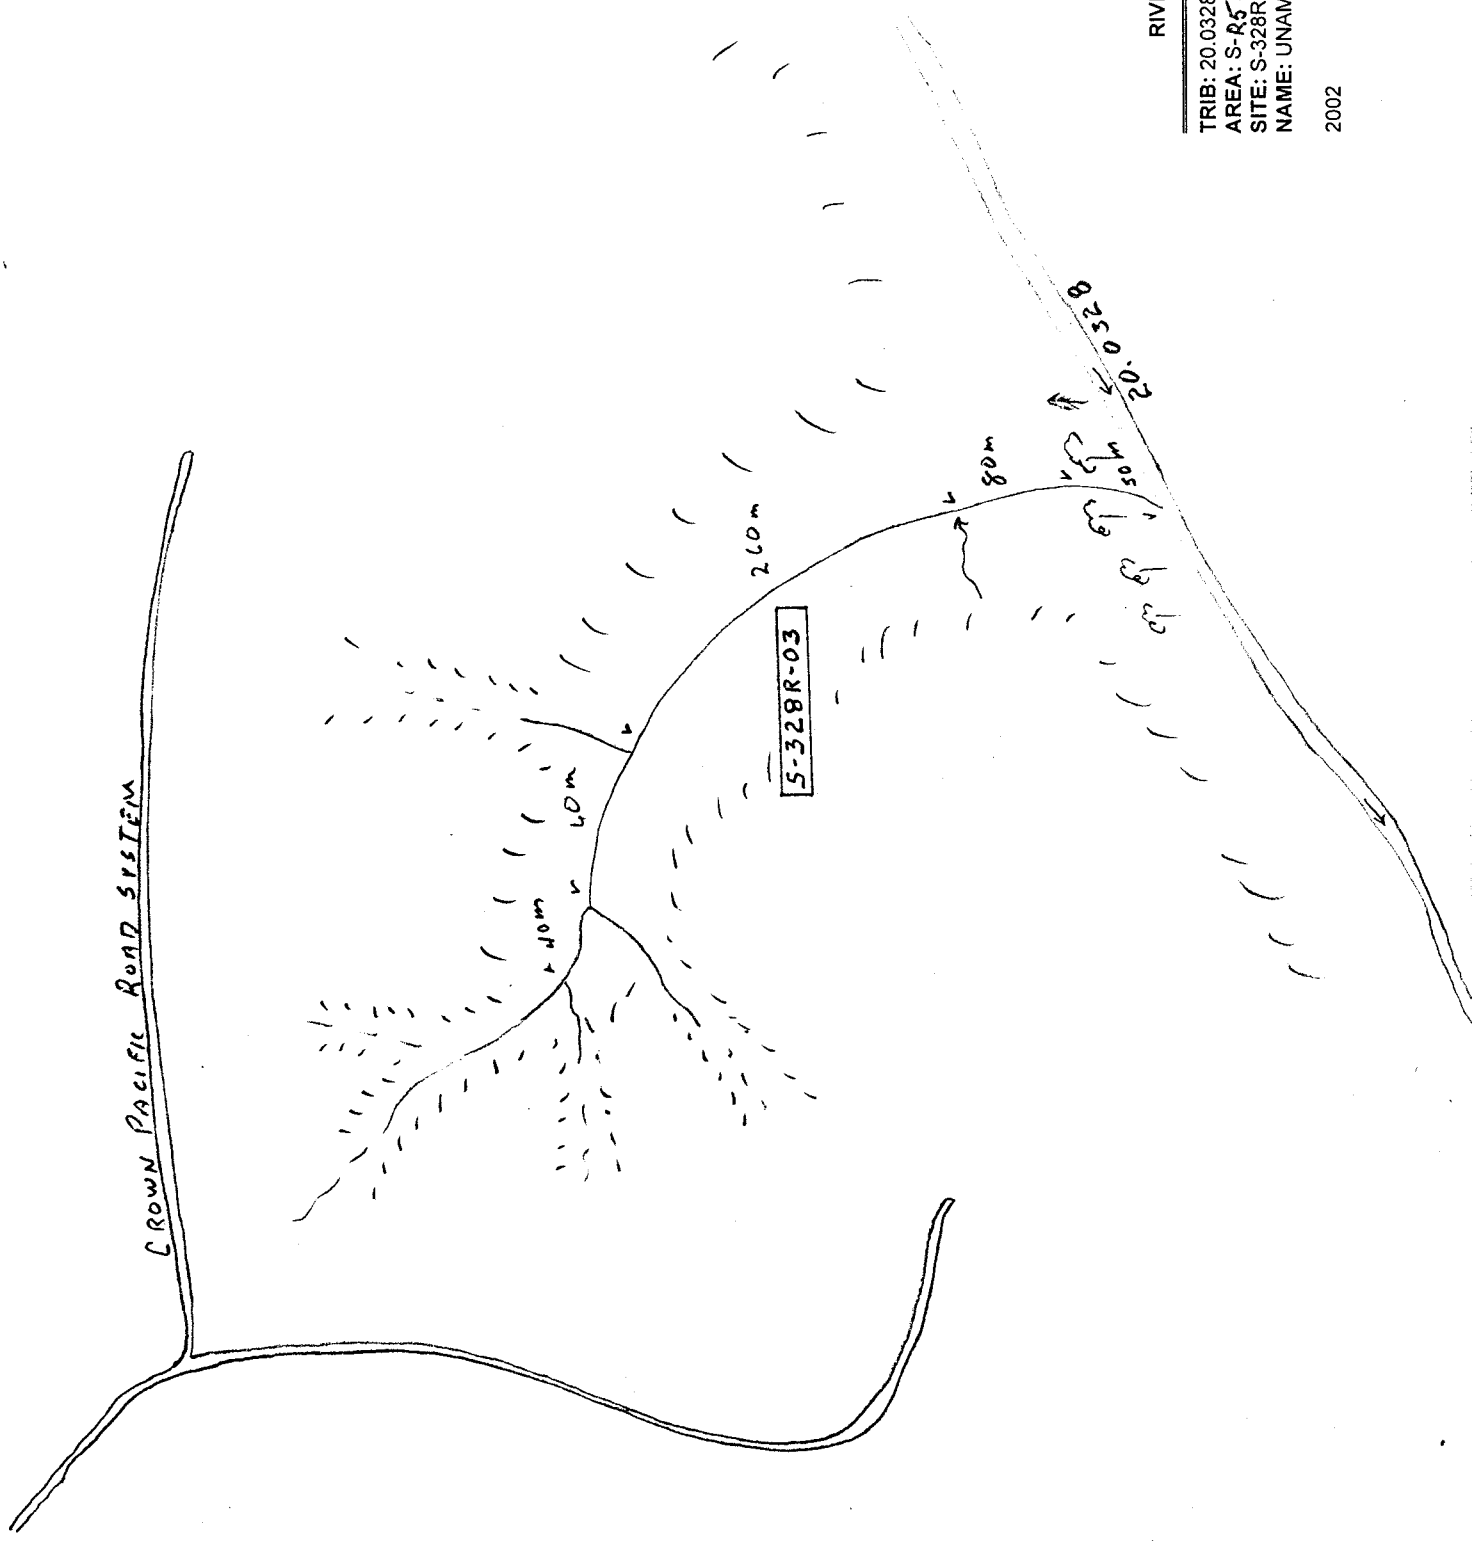 CROWN PACIFIC ROAD SYSTEM
40m
60m
260m
S-328R-03
80m
50m
20.0328
RIV
TRIB: 20.0328
AREA: S-R5
SITE: S-328R
NAME: UNAM
2002